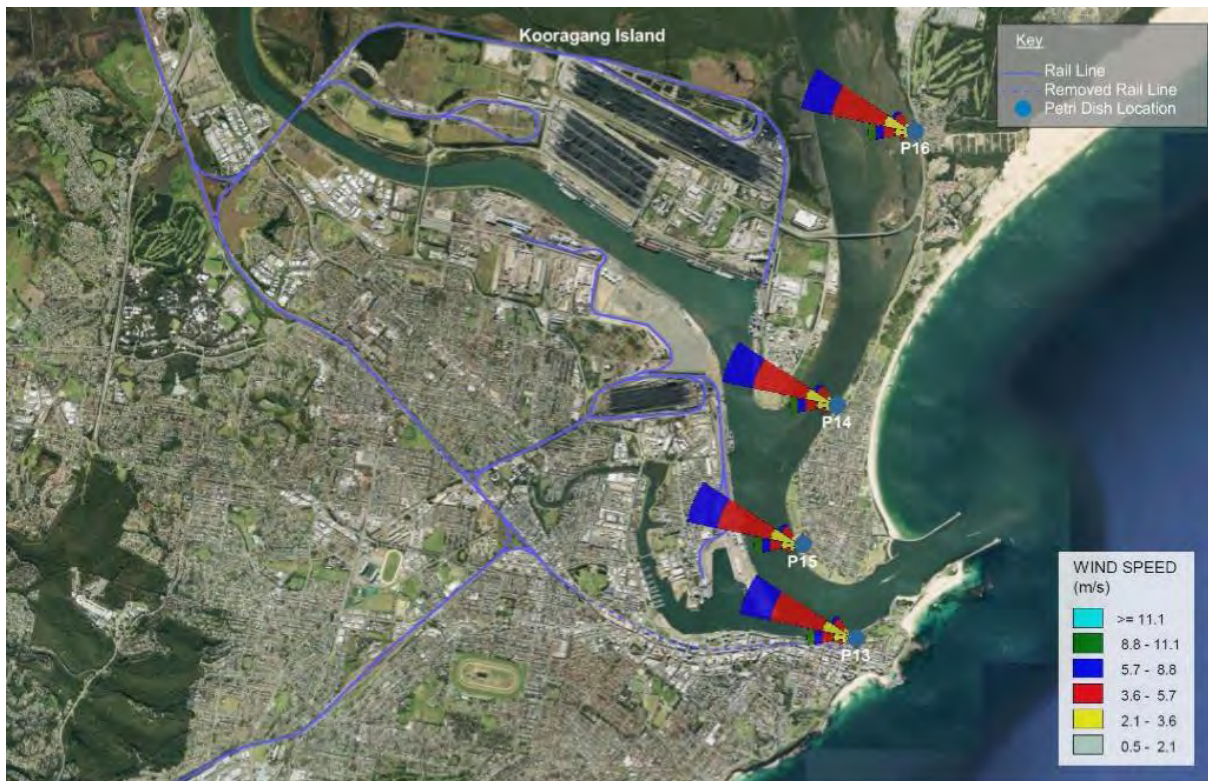 Kooragang Island
Key
Rail Line
Removed Rail Line
Petri Dish Location
P16
P14
P15
P13
WIND SPEED
(m/s)
>= 11.1
8.8 - 11.1
5.7 - 8.8
3.6 - 5.7
2.1 - 3.6
0.5 - 2.1